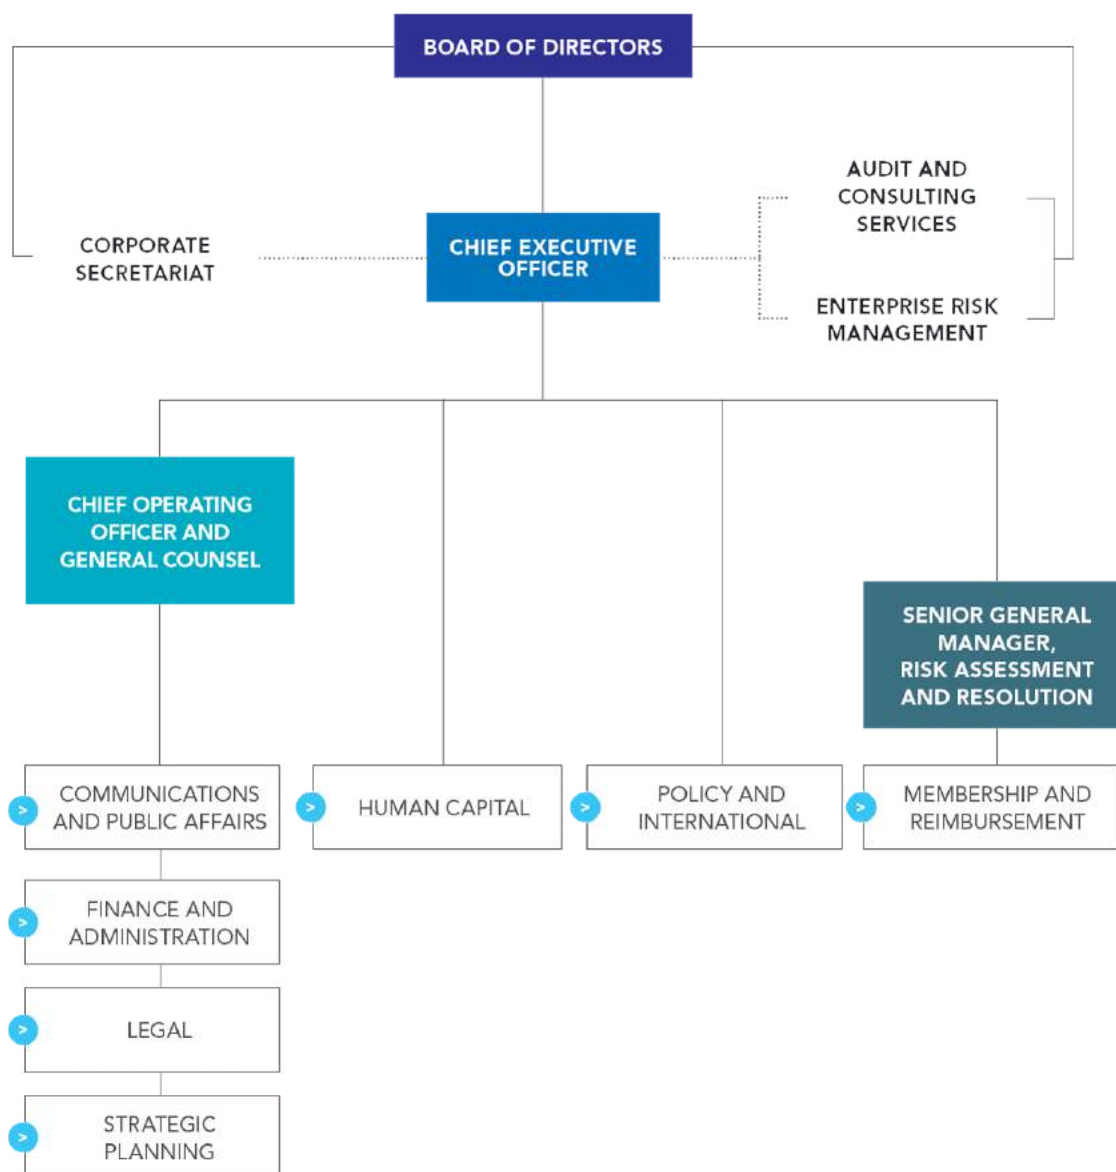 BOARD OF DIRECTORS
AUDIT AND
CONSULTING
SERVICES
CORPORATE
SECRETARIAT
CHIEF EXECUTIVE
OFFICER
ENTERPRISE RISK
MANAGEMENT
CHIEF OPERATING
OFFICER AND
GENERAL COUNSEL
SENIOR GENERAL
MANAGER,
RISK ASSESSMENT
AND RESOLUTION
>
COMMUNICATIONS
AND PUBLIC AFFAIRS
>
HUMAN CAPITAL
>
POLICY AND
INTERNATIONAL
>
MEMBERSHIP AND
REIMBURSEMENT
>
FINANCE AND
ADMINISTRATION
>
LEGAL
>
STRATEGIC
PLANNING